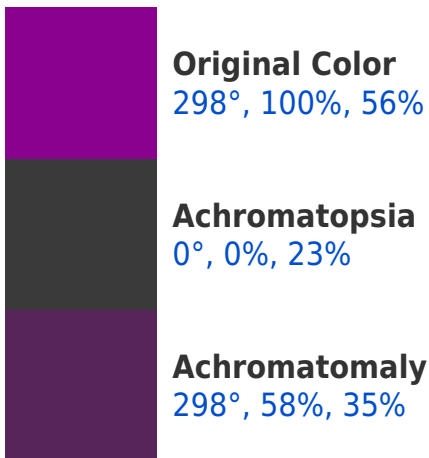 Original Color
298°, 100%, 56%
Achromatopsia
0°, 0%, 23%
Achromatomaly
298°, 58%, 35%